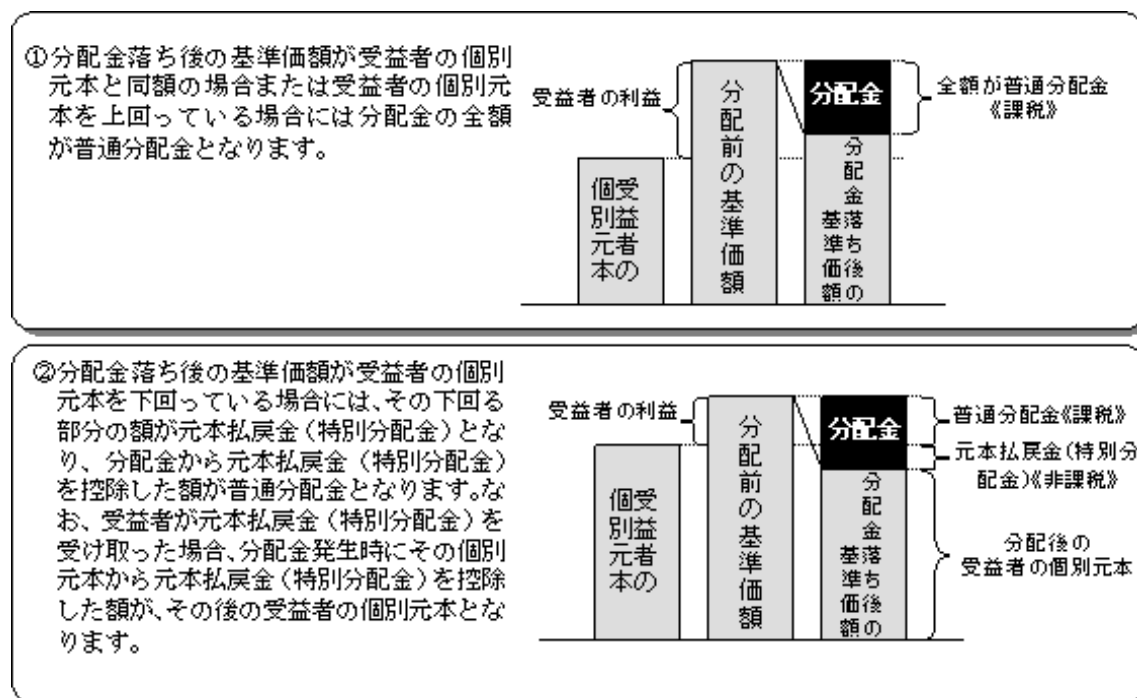 ①分配金落ち後の基準価額が受益者の個別
元本と同額の場合または受益者の個別元
本を上回っている場合には分配金の全額
が普通分配金となります。
受益者の利益
受益者の
個別元本
分配前の基準価額
分配金
分配金落ち後の
基準価額
全額が普通分配金
《課税》
②分配金落ち後の基準価額が受益者の個別
元本を下回っている場合には、その下回る
部分の額が元本払戻金（特別分配金）とな
り、分配金から元本払戻金（特別分配金）
を控除した額が普通分配金となります。な
お、受益者が元本払戻金（特別分配金）を
受け取った場合、分配金発生時にその個別
元本から元本払戻金（特別分配金）を控除
した額が、その後の受益者の個別元本とな
ります。
受益者の利益
受益者の
個別元本
分配前の基準価額
分配金
分配金落ち後の
基準価額
普通分配金《課税》
元本払戻金（特別分
配金）《非課税》
分配後の
受益者の個別元本